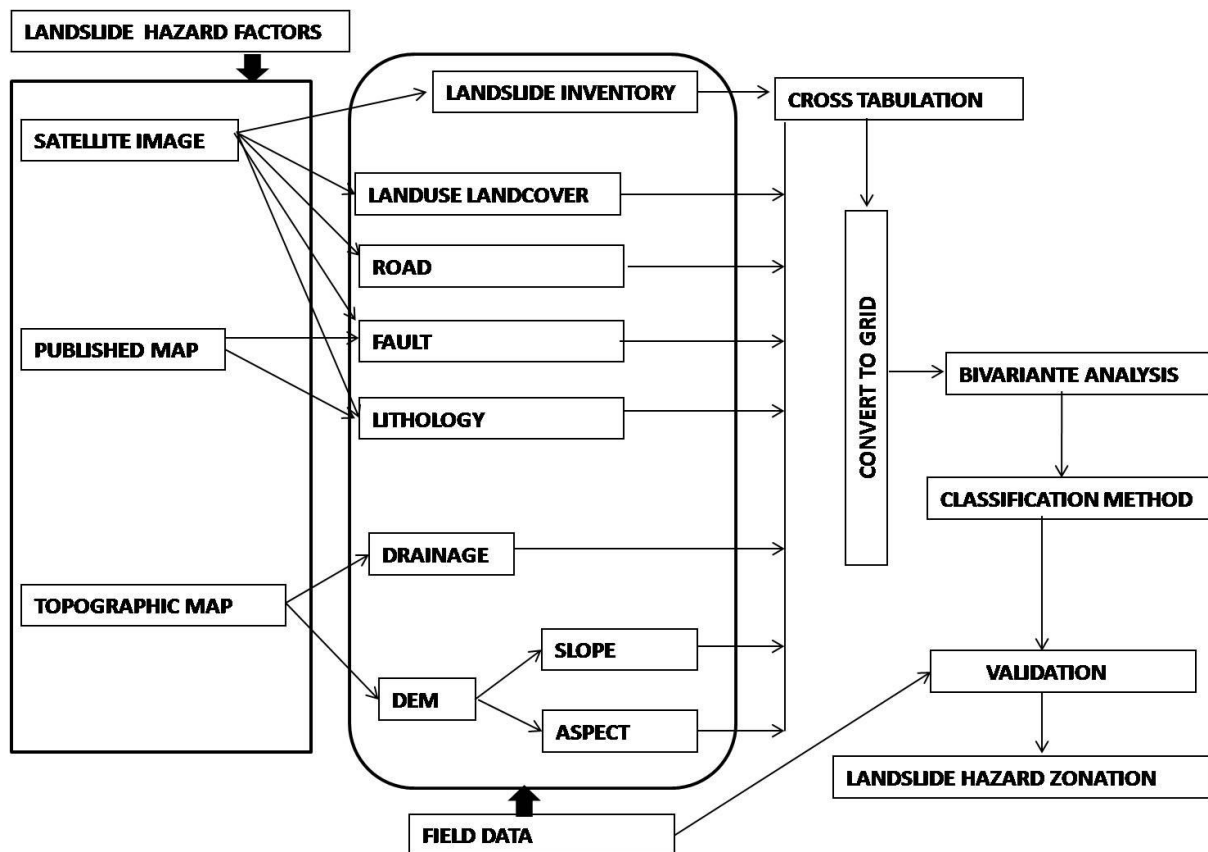 LANDSLIDE HAZARD FACTORS
SATELLITE IMAGE
PUBLISHED MAP
TOPOGRAPHIC MAP
LANDSLIDE INVENTORY
LANDUSE LANDCOVER
ROAD
FAULT
LITHOLOGY
DRAINAGE
DEM
SLOPE
ASPECT
FIELD DATA
CROSS TABULATION
CONVERT TO GRID
BIVARIANTE ANALYSIS
CLASSIFICATION METHOD
VALIDATION
LANDSLIDE HAZARD ZONATION